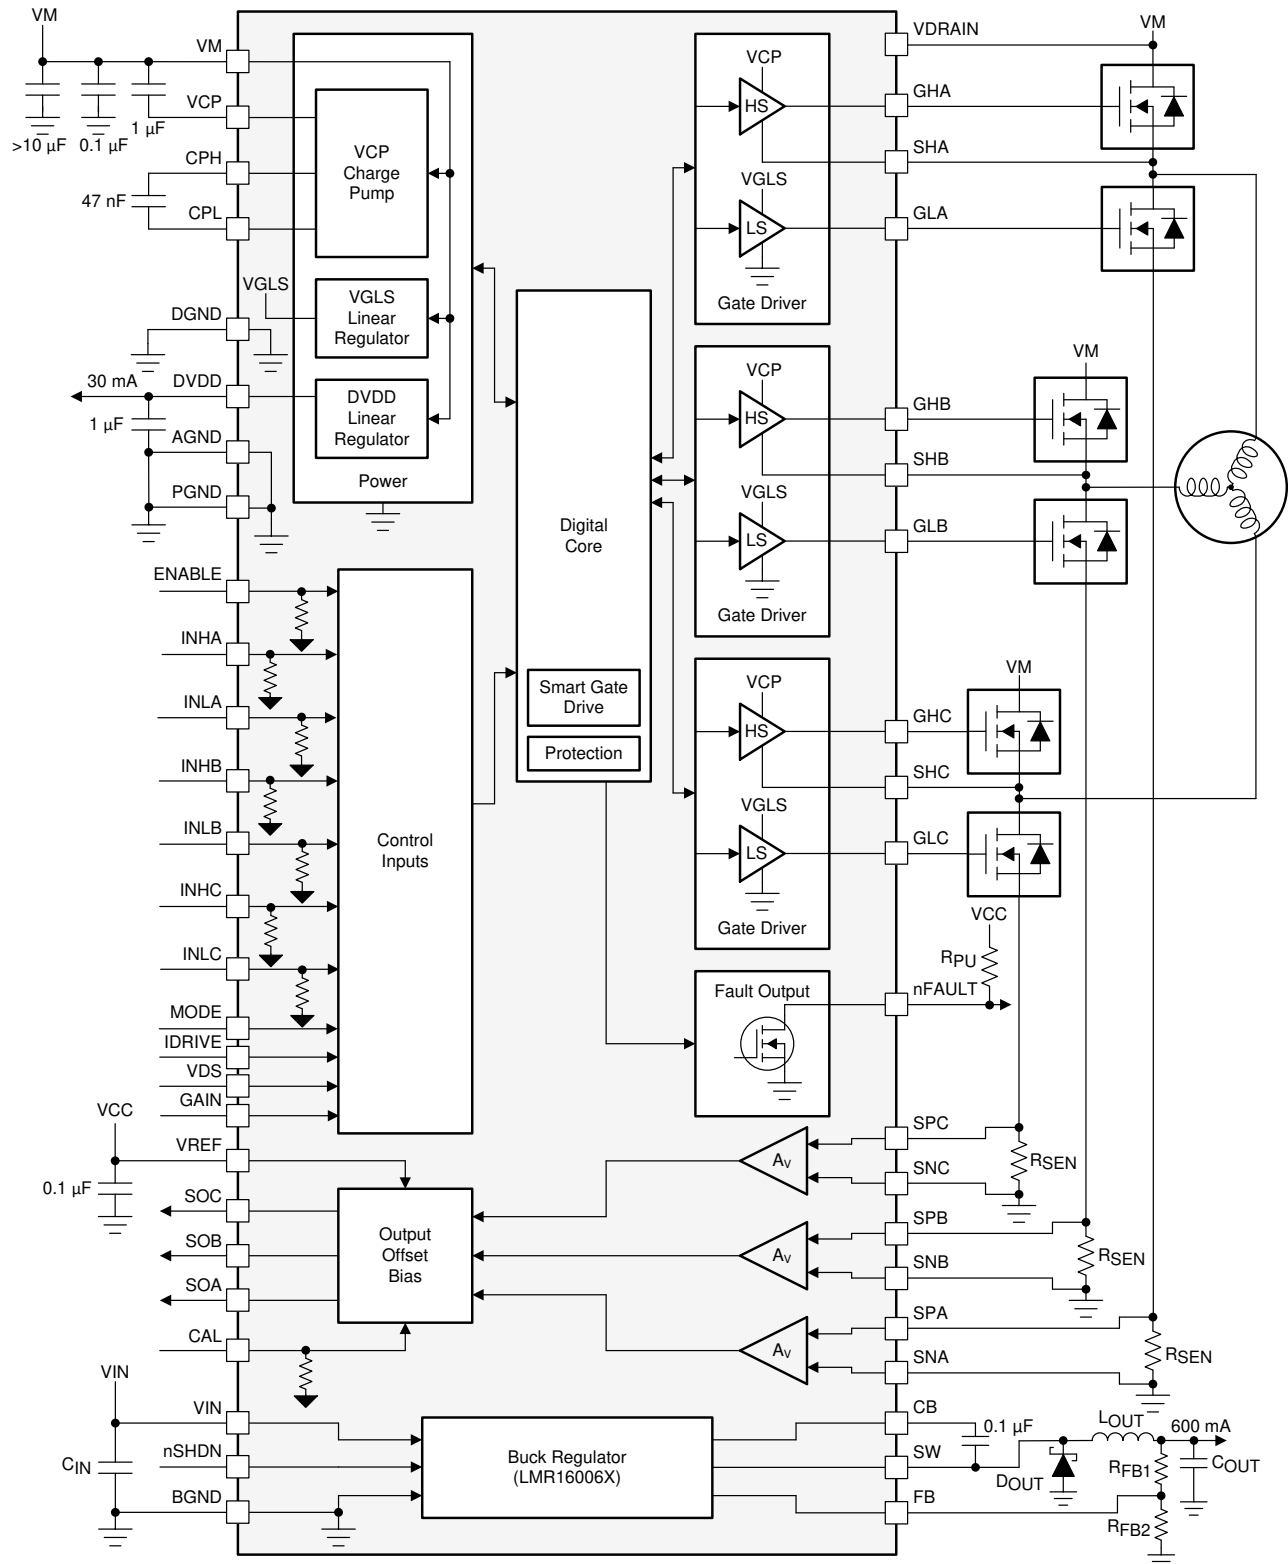 VM
VM
VCP
>10 µF
0.1 µF
1 µF
CPH
47 nF
CPL
VCP
Charge
Pump
VGLS
VGLS
Linear
Regulator
DGND
30 mA
DVDD
1 µF
AGND
PGND
DVDD
Linear
Regulator
Power
ENABLE
INHA
INLA
INHB
INLB
INHC
INLC
MODE
IDRIVE
VDS
GAIN
Control
Inputs
Digital
Core
Smart Gate
Drive
Protection
VCP
HS
VGLS
LS
Gate Driver
VCP
HS
VGLS
LS
Gate Driver
VCP
HS
VGLS
LS
Gate Driver
Fault Output
VDRAIN
VM
GHA
SHA
GLA
VM
GHB
SHB
GLB
VM
GHC
SHC
GLC
VCC
RPU
nFAULT
VCC
VREF
0.1 µF
SOC
SOB
SOA
CAL
Output
Offset
Bias
AV
AV
AV
SPC
SNC
RSEN
SPB
SNB
RSEN
SPA
SNA
RSEN
VIN
VIN
nSHDN
CIN
BGND
Buck Regulator
(LMR16006X)
CB
0.1 µF
SW
FB
DOUT
LOUT
600 mA
RFB1
COUT
RFB2